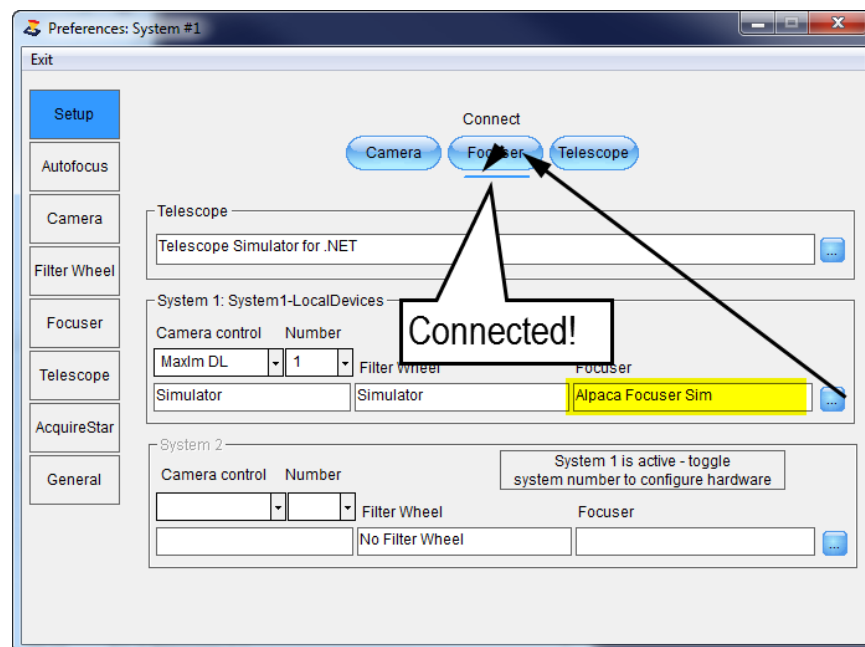 Preferences: System #1
Exit
Setup
Autofocus
Camera
Filter Wheel
Focuser
Telescope
AcquireStar
General
Connect
Camera
Focuser
Telescope
Telescope
Telescope Simulator for .NET
...
System 1: System1-LocalDevices
Connected!
Camera control Number
MaxIm DL 1
Filter Wheel Focuser
Simulator Simulator Alpaca Focuser Sim ...
System 2
System 1 is active - toggle
system number to configure hardware
Camera control Number
Filter Wheel Focuser
No Filter Wheel ...